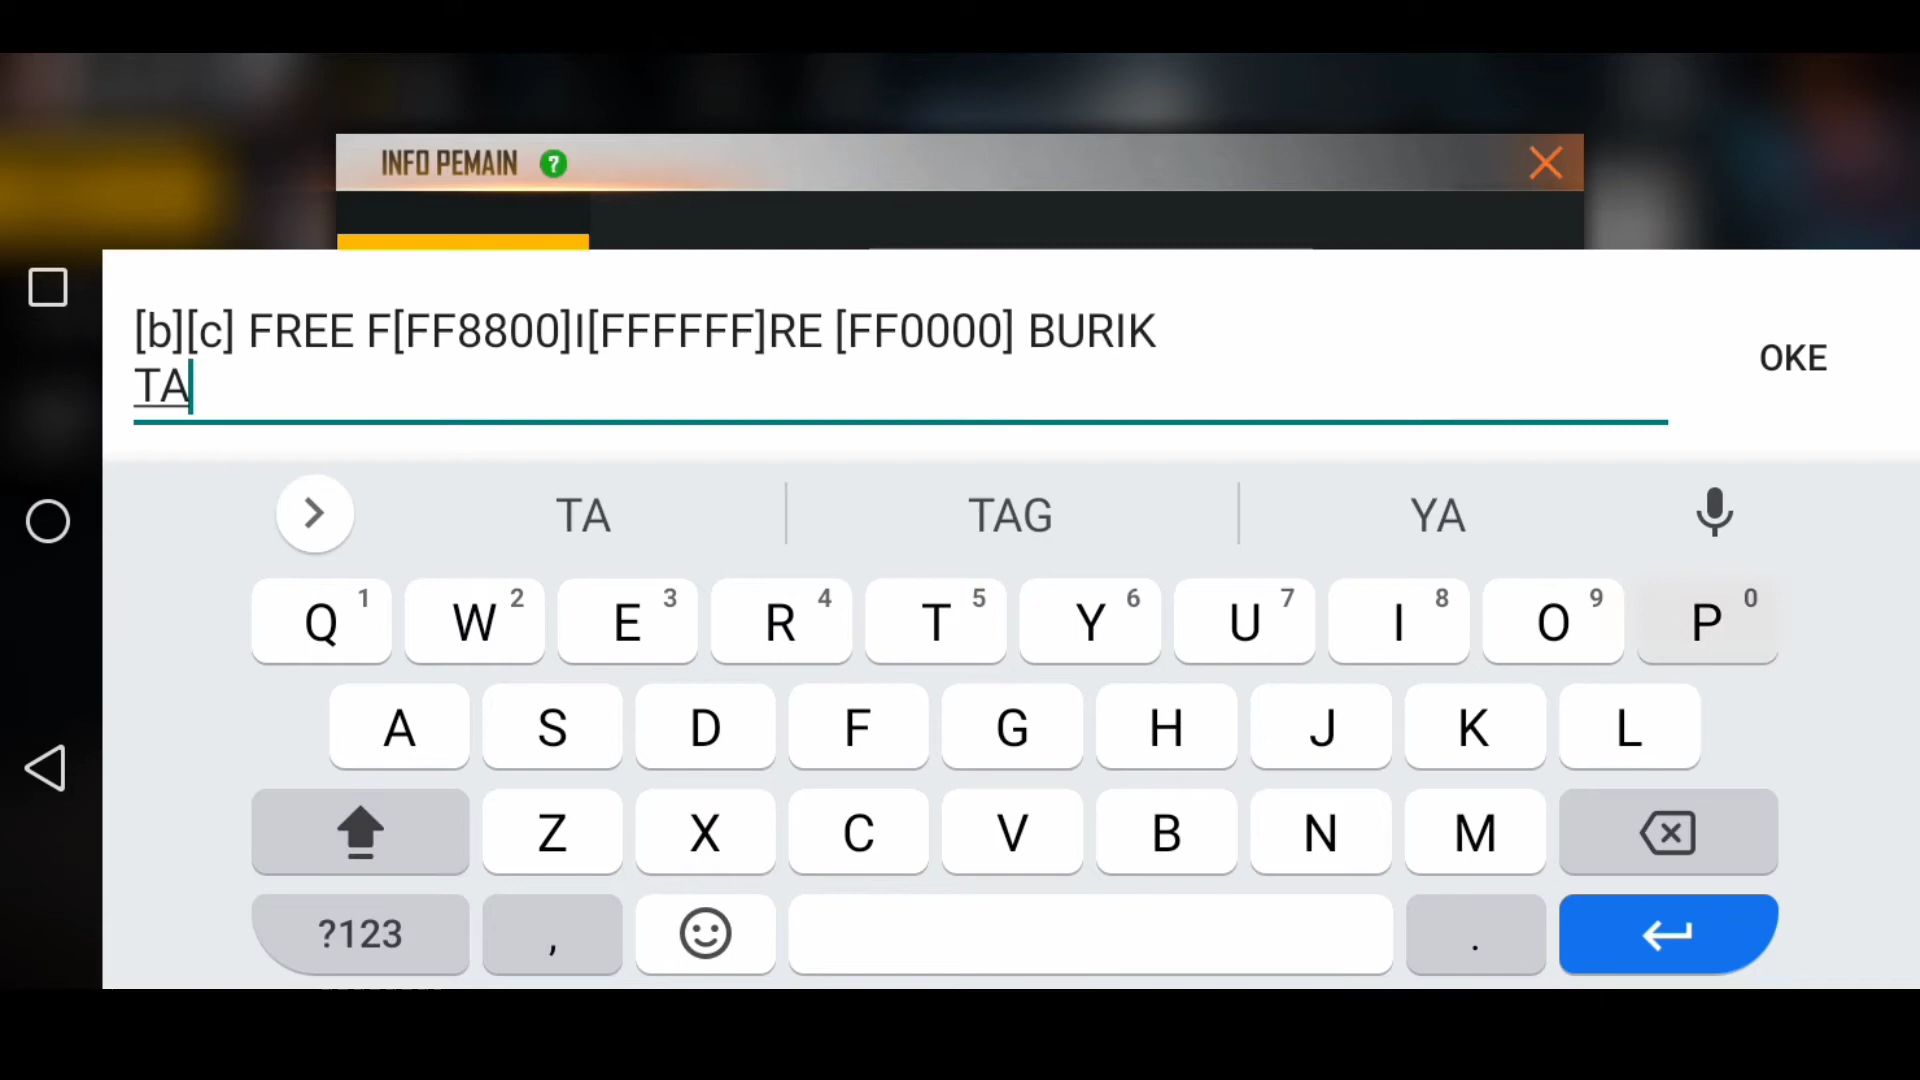 INFO PEMAIN ?
[b][c] FREE F[FF8800]I[FFFFFF]RE [FF0000] BURIK
TA
OKE
TA TAG YA
Q 1 W 2 E 3 R 4 T 5 Y 6 U 7 I 8 O 9 P 0
A S D F G H J K L
Z X C V B N M
?123 , .